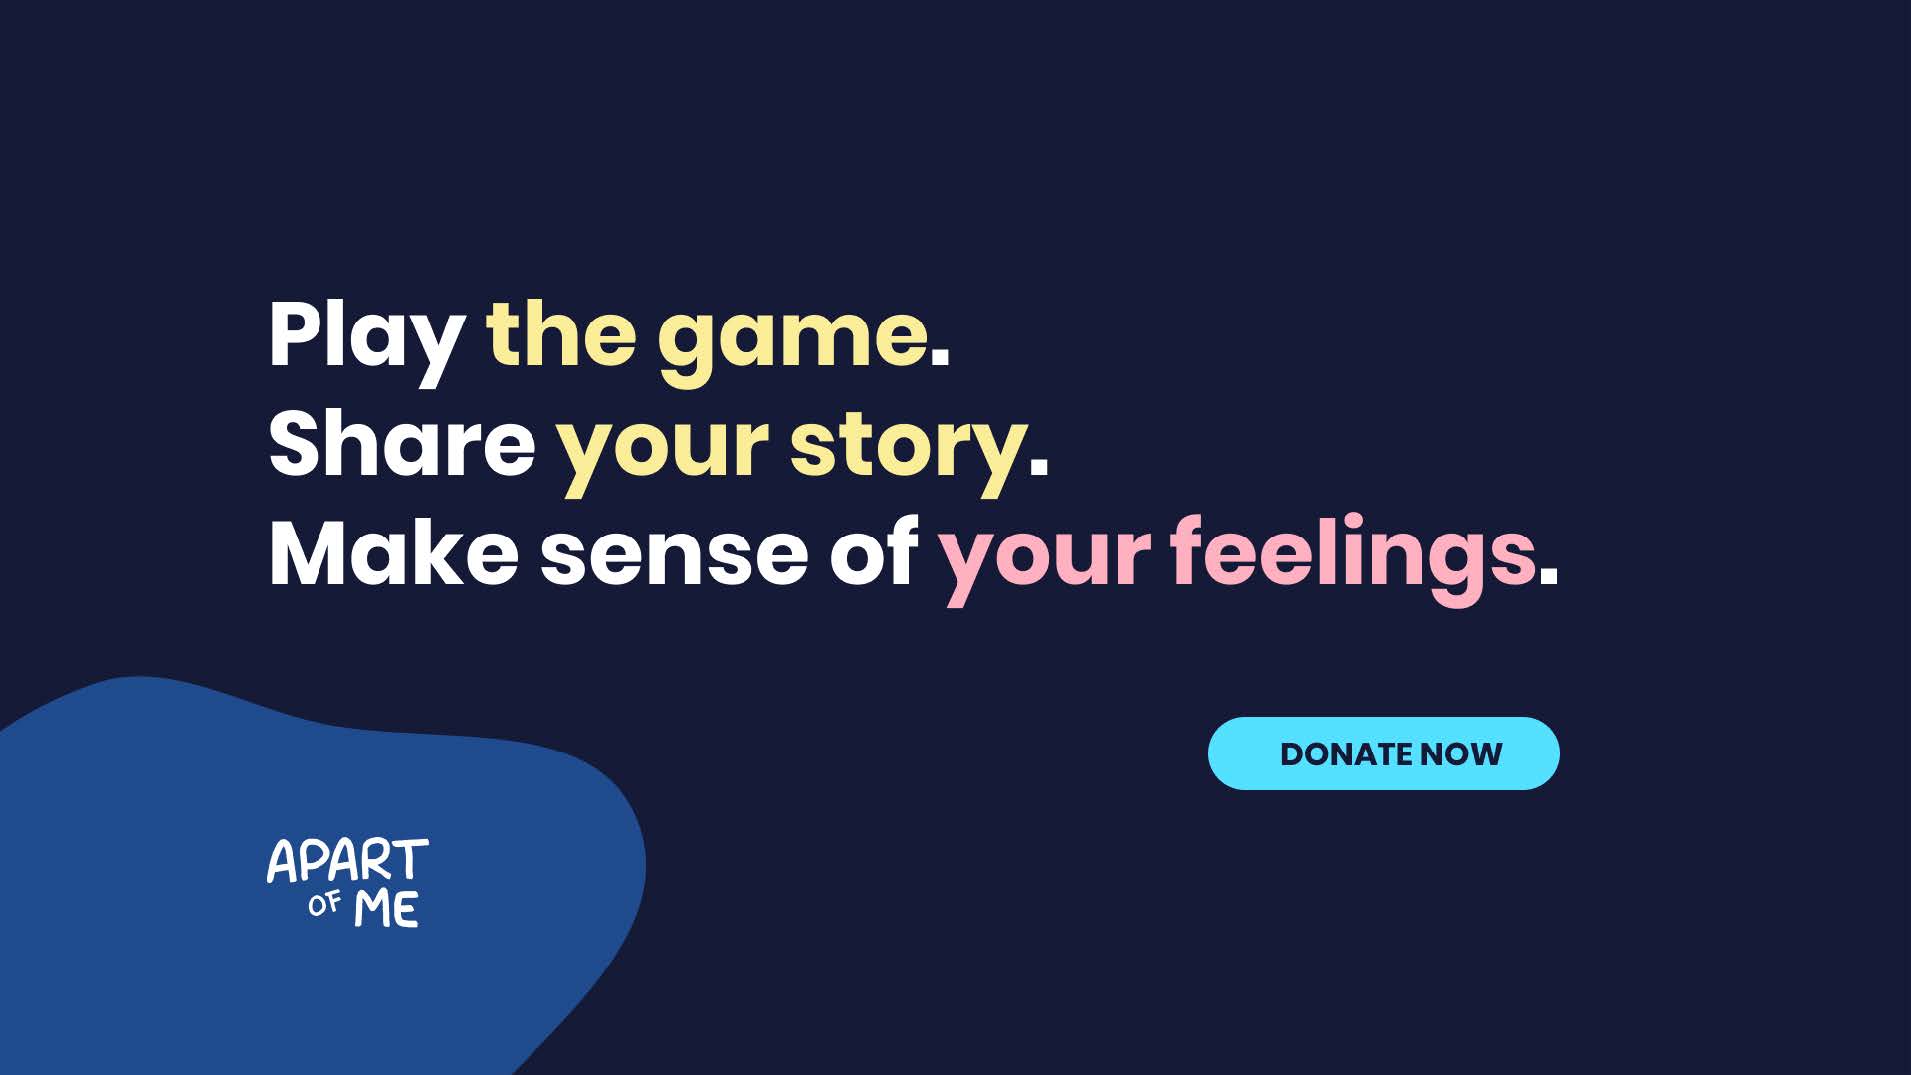 Play the game.
Share your story.
Make sense of your feelings.
DONATE NOW
APART
OF ME